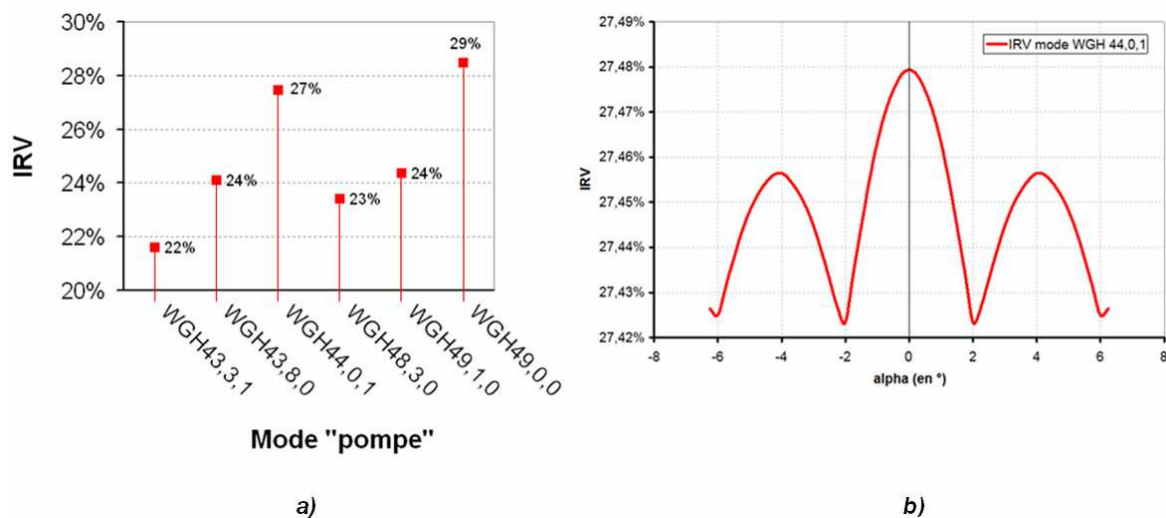 30%
28%
26%
24%
22%
20%
IRV
22%
24%
27%
23%
24%
29%
WGH43,3,1
WGH43,8,0
WGH44,0,1
WGH48,3,0
WGH49,1,0
WGH49,0,0
Mode "pompe"
a)
27,49%
27,48%
27,47%
27,46%
27,45%
27,44%
27,43%
27,42%
IRV
IRV mode WGH 44,0,1
-8 -6 -4 -2 0 2 4 6 8
alpha (en °)
b)